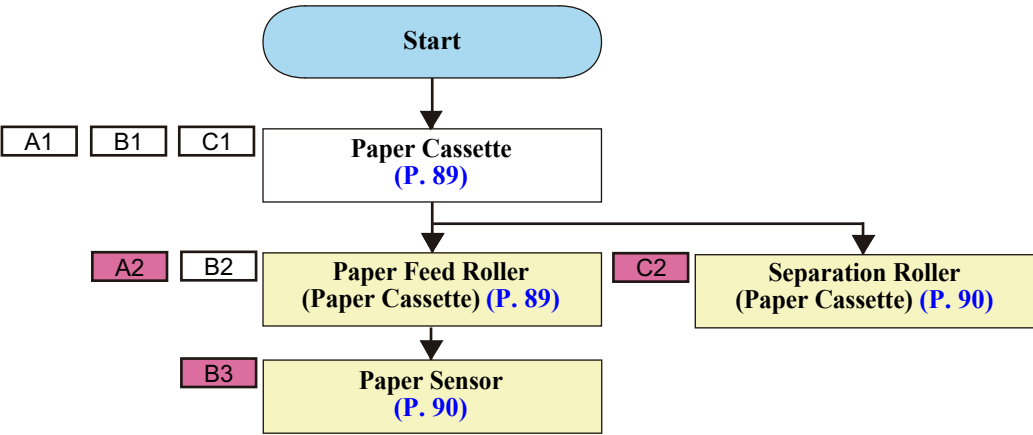 Start
A1 B1 C1
Paper Cassette
(P. 89)
A2 B2
Paper Feed Roller
(Paper Cassette) (P. 89)
C2
Separation Roller
(Paper Cassette) (P. 90)
B3
Paper Sensor
(P. 90)